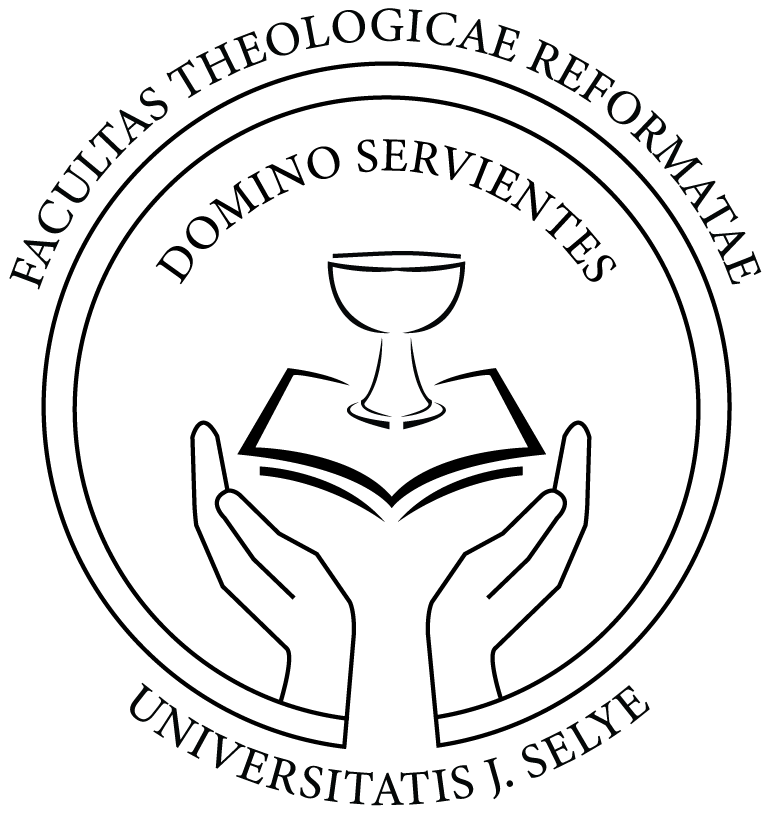 FACULTAS THEOLOGICAE REFORMATAE
DOMINO SERVIENTES
UNIVERSITATIS J. SELYE